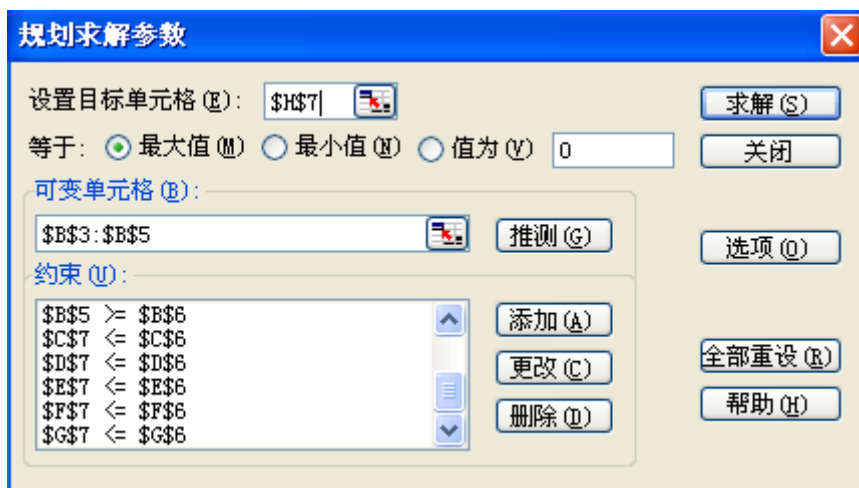 规划求解参数
设置目标单元格(E): $H$7 求解(S)
等于: 最大值(M) 最小值(N) 值为(V) 0 关闭
可变单元格(B):
$B$3:$B$5 推测(G) 选项(O)
约束(U):
$B$5 >= $B$6 添加(A)
$C$7 <= $C$6
$D$7 <= $D$6 更改(C) 全部重设(R)
$E$7 <= $E$6
$F$7 <= $F$6 删除(D) 帮助(H)
$G$7 <= $G$6